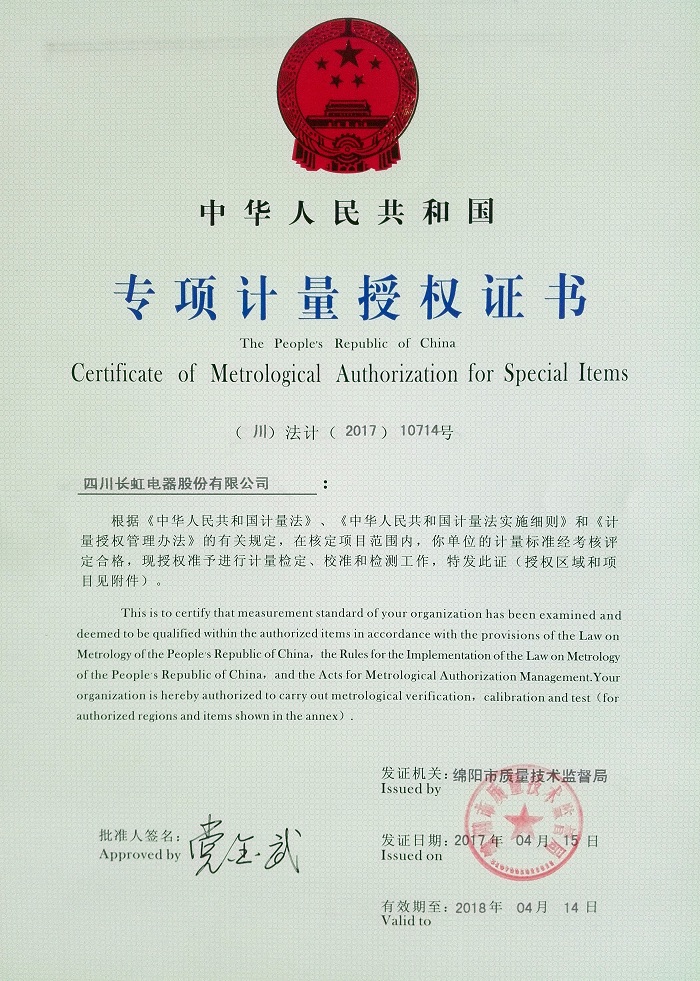 中华人民共和国
专项计量授权证书
The People's Republic of China
Certificate of Metrological Authorization for Special Items
（川）法计（2017）10714号
四川长虹电器股份有限公司：
根据《中华人民共和国计量法》、《中华人民共和国计量法实施细则》和《计
量授权管理办法》的有关规定，在核定项目范围内，你单位的计量标准经考核评
定合格，现授权准予进行计量检定、校准和检测工作，特发此证（授权区域和项
目见附件）。
This is to certify that measurement standard of your organization has been examined and
deemed to be qualified within the authorized items in accordance with the provisions of the Law on
Metrology of the People's Republic of China, the Rules for the Implementation of the Law on Metrology
of the People's Republic of China, and the Acts for Metrological Authorization Management.Your
organization is hereby authorized to carry out metrological verification, calibration and test (for
authorized regions and items shown in the annex).
发证机关：绵阳市质量技术监督局
Issued by
批准人签名：党金武
Approved by
发证日期：2017年 04月 15日
Issued on
有效期至：2018年 04月 14日
Valid to
绵阳市质量技术监督局